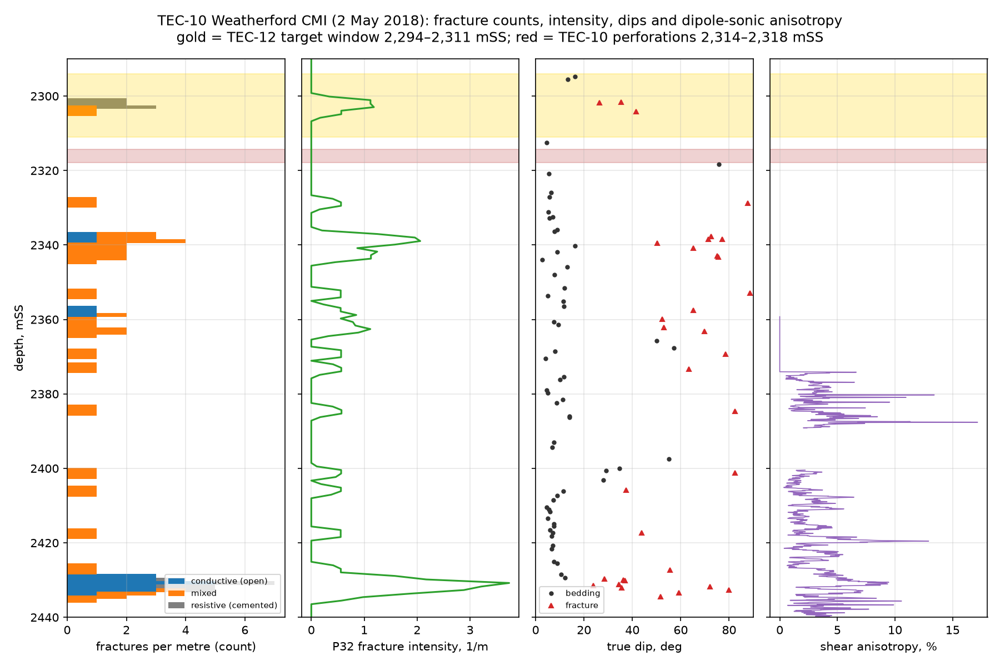 TEC-10 Weatherford CMI (2 May 2018): fracture counts, intensity, dips and dipole-sonic anisotropy
gold = TEC-12 target window 2,294–2,311 mSS; red = TEC-10 perforations 2,314–2,318 mSS
depth, mSS
2300
2320
2340
2360
2380
2400
2420
2440
conductive (open)
mixed
resistive (cemented)
0 2 4 6
fractures per metre (count)
0 1 2 3
P32 fracture intensity, 1/m
bedding
fracture
0 20 40 60 80
true dip, deg
0 5 10 15
shear anisotropy, %